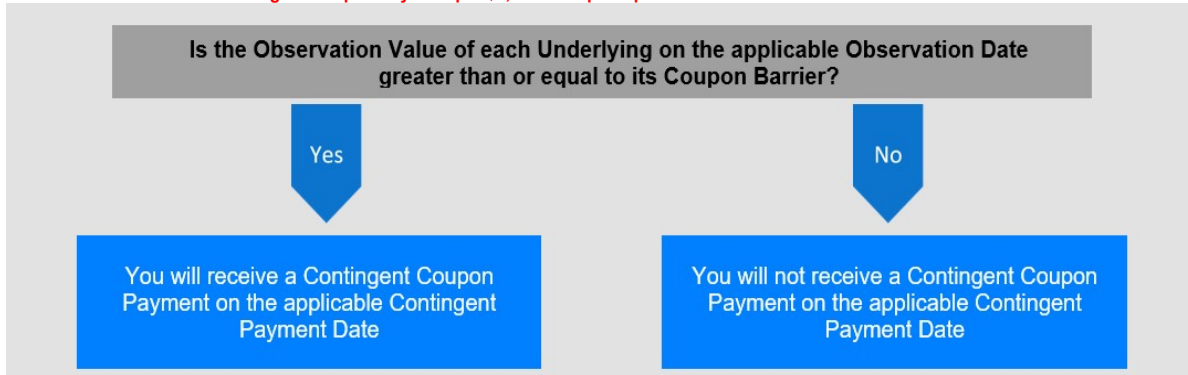 Is the Observation Value of each Underlying on the applicable Observation Date
greater than or equal to its Coupon Barrier?
Yes
No
You will receive a Contingent Coupon
Payment on the applicable Contingent
Payment Date
You will not receive a Contingent Coupon
Payment on the applicable Contingent
Payment Date